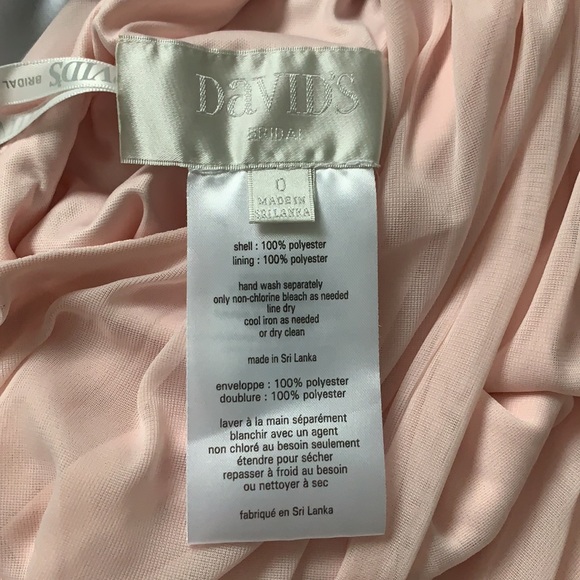 VID'S BRIDAL
DaVID'S
BRIDAL
0
MADE IN
SRI LANKA
shell : 100% polyester
lining : 100% polyester
hand wash separately
only non-chlorine bleach as needed
line dry
cool iron as needed
or dry clean
made in Sri Lanka
enveloppe : 100% polyester
doublure : 100% polyester
laver à la main séparément
blanchir avec un agent
non chloré au besoin seulement
étendre pour sécher
repasser à froid au besoin
ou nettoyer à sec
fabriqué en Sri Lanka